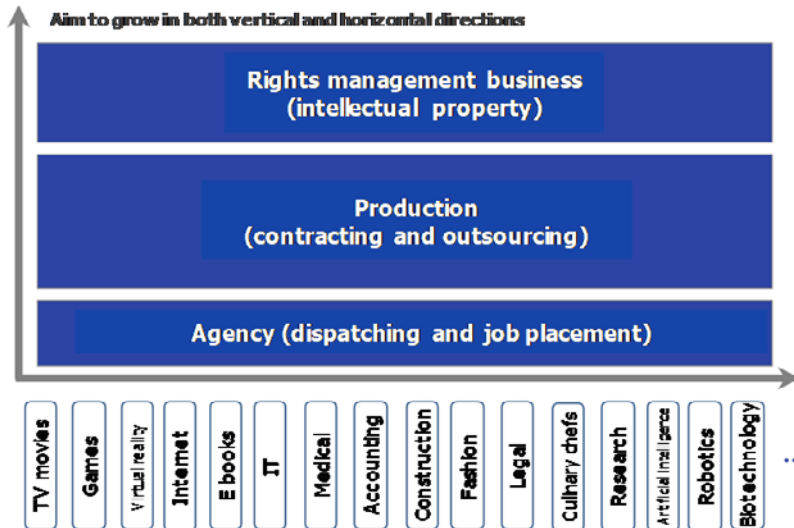 Aim to grow in both vertical and horizontal directions
Rights management business
(intellectual property)
Production
(contracting and outsourcing)
Agency (dispatching and job placement)
TV movies
Games
Virtual reality
Internet
E books
IT
Medical
Accounting
Construction
Fashion
Legal
Culinary chefs
Research
Artificial intelligence
Robotics
Biotechnology